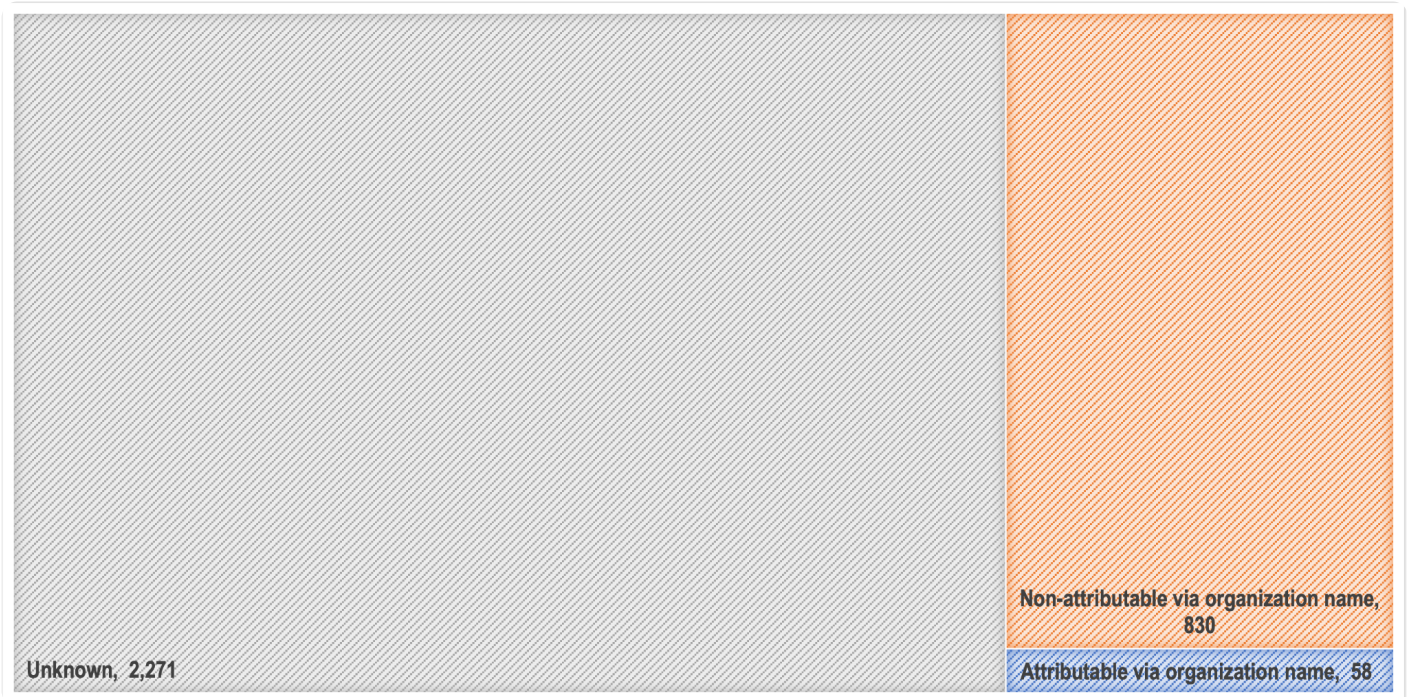 Non-attributable via organization name,
830
Unknown, 2,271
Attributable via organization name, 58